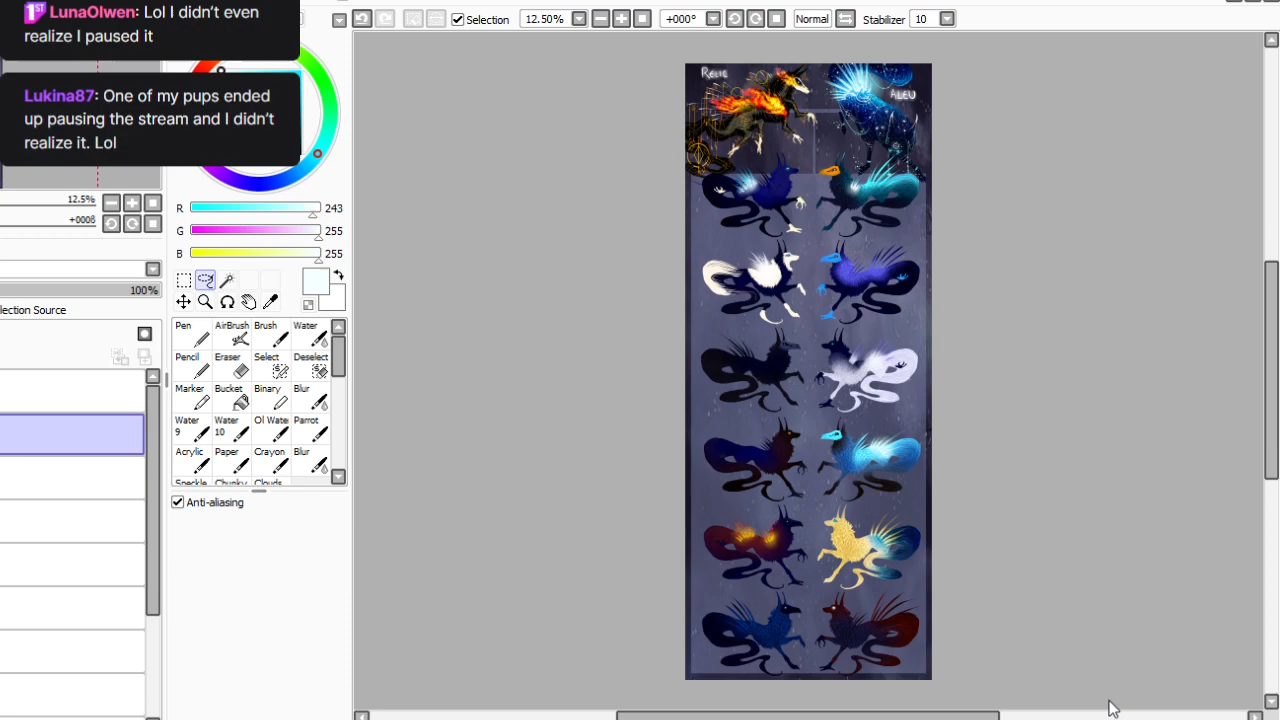 1ST LunaOlwen: Lol I didn't even
realize I paused it
Lukina87: One of my pups ended
up pausing the stream and I didn't
realize it. Lol
Selection 12.50% +000° Normal Stabilizer 10
RELIC
ALEU
12.5%
R 243
G 255
B 255
100%
lection Source
Pen AirBrush Brush Water
Pencil Eraser Select Deselect
Marker Bucket Binary Blur
Water 9 Water 10 Ol Wate Parrot
Acrylic Paper Crayon Blur
Speckle Chunky Clouds
Anti-aliasing